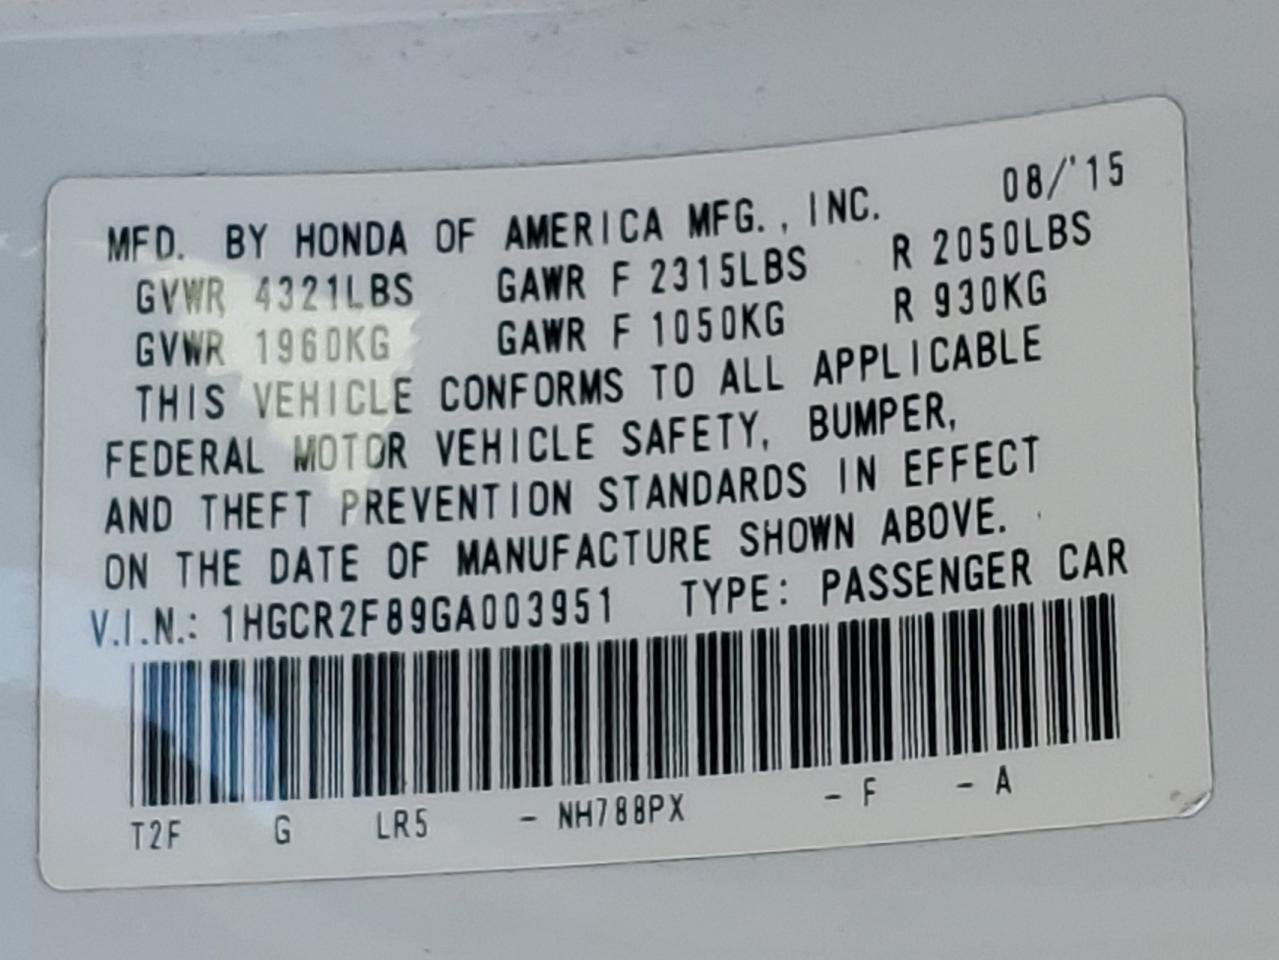 MFD. BY HONDA OF AMERICA MFG., INC. 08/'15
GVWR 4321LBS GAWR F 2315LBS R 2050LBS
GVWR 1960KG GAWR F 1050KG R 930KG
THIS VEHICLE CONFORMS TO ALL APPLICABLE
FEDERAL MOTOR VEHICLE SAFETY, BUMPER,
AND THEFT PREVENTION STANDARDS IN EFFECT
ON THE DATE OF MANUFACTURE SHOWN ABOVE.
V.I.N.: 1HGCR2F89GA003951 TYPE: PASSENGER CAR
T2F G LR5 - NH788PX - F - A